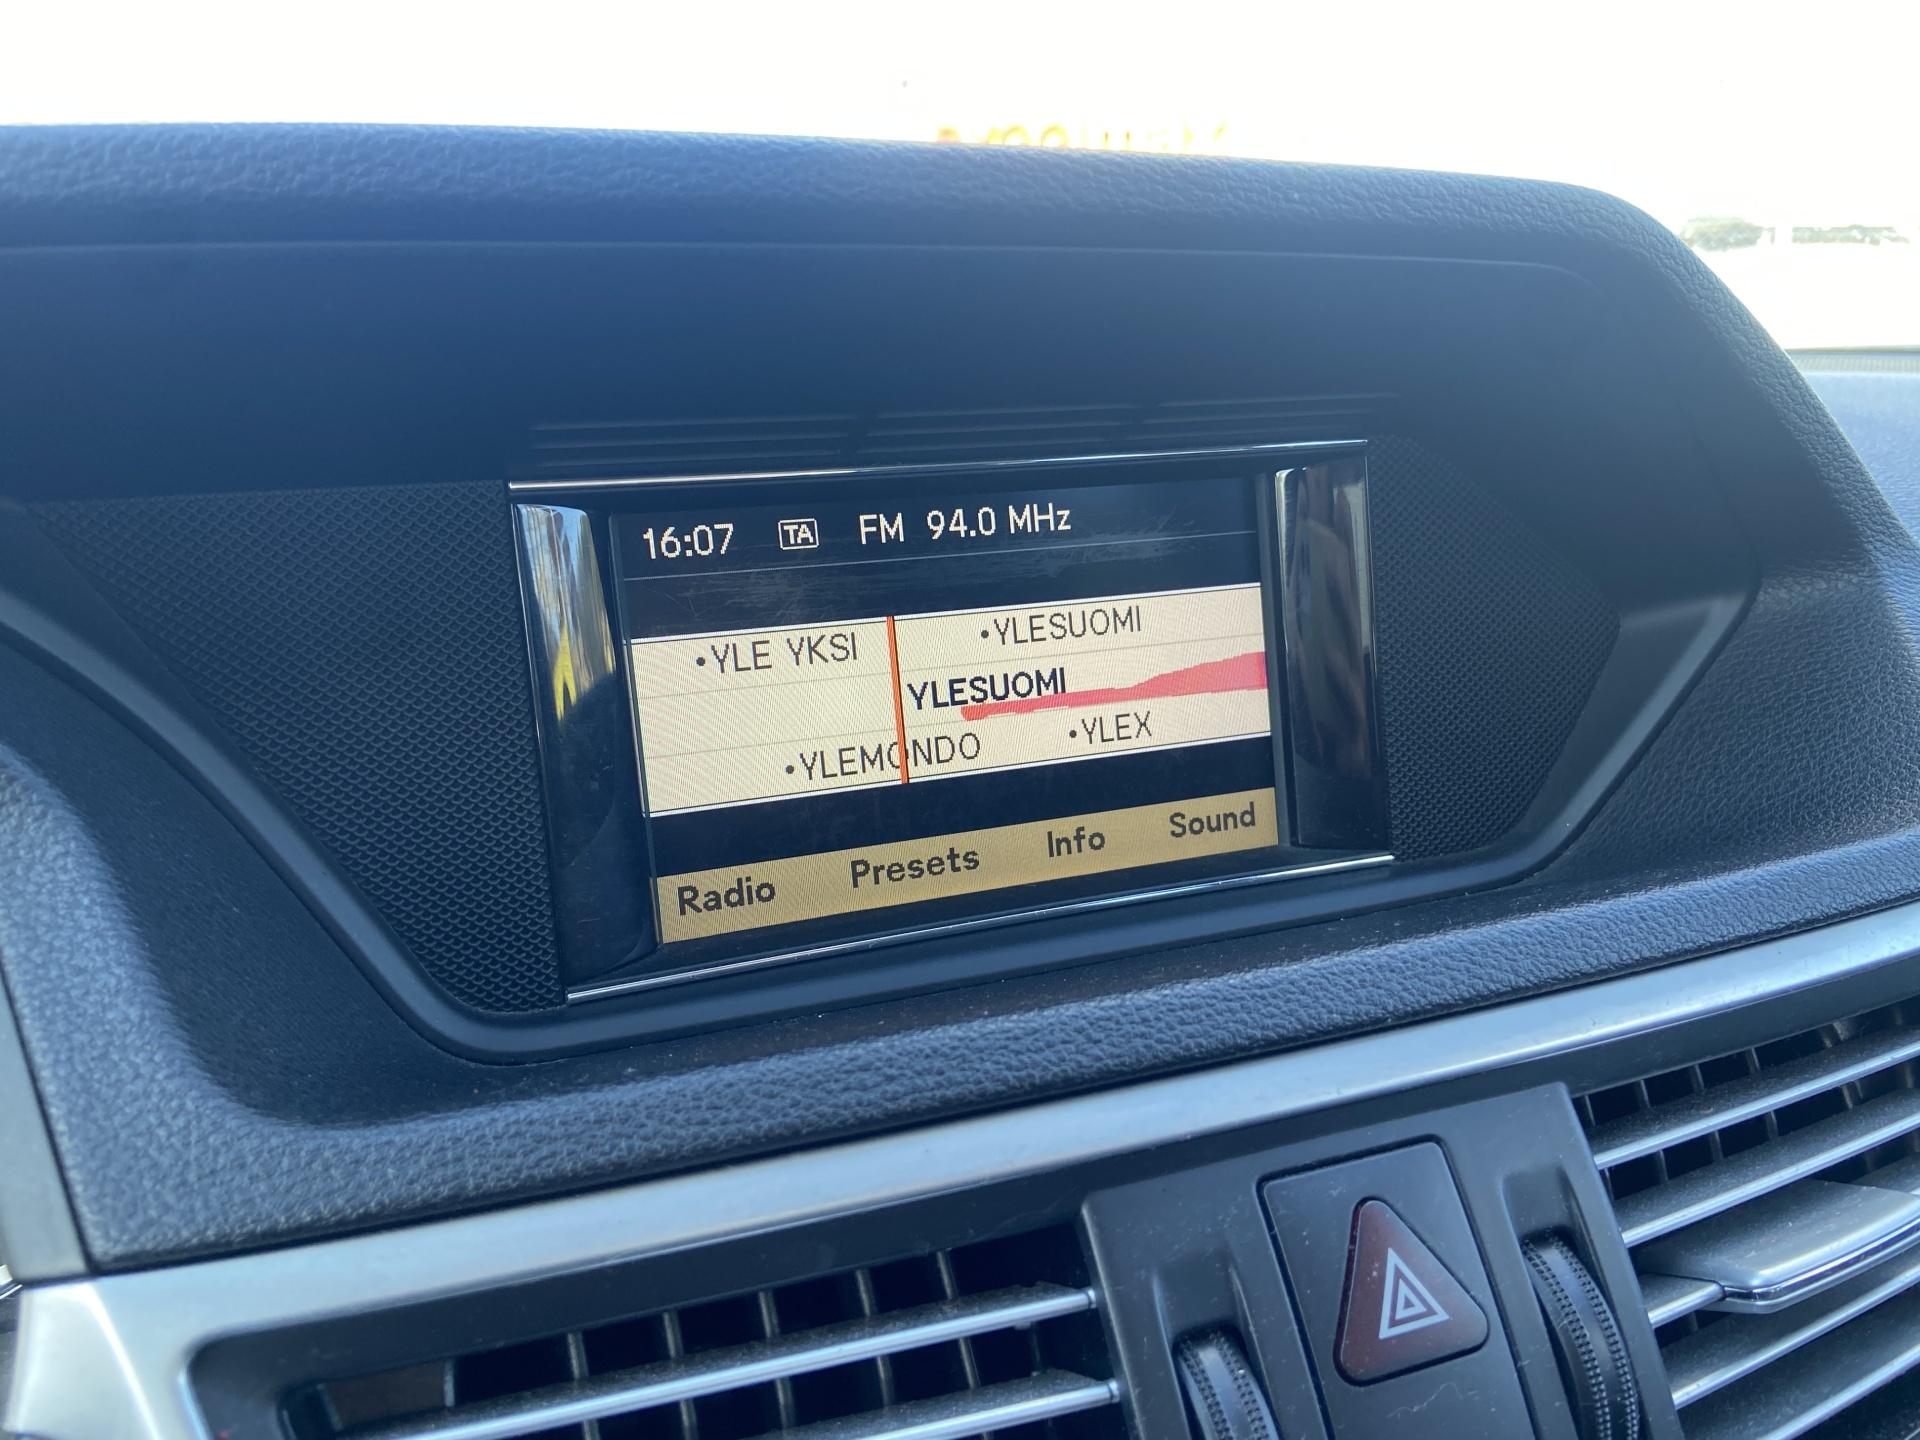 16:07 TA FM 94.0 MHz
•YLE YKSI •YLESUOMI
YLESUOMI
•YLEMONDO •YLEX
Radio Presets Info Sound